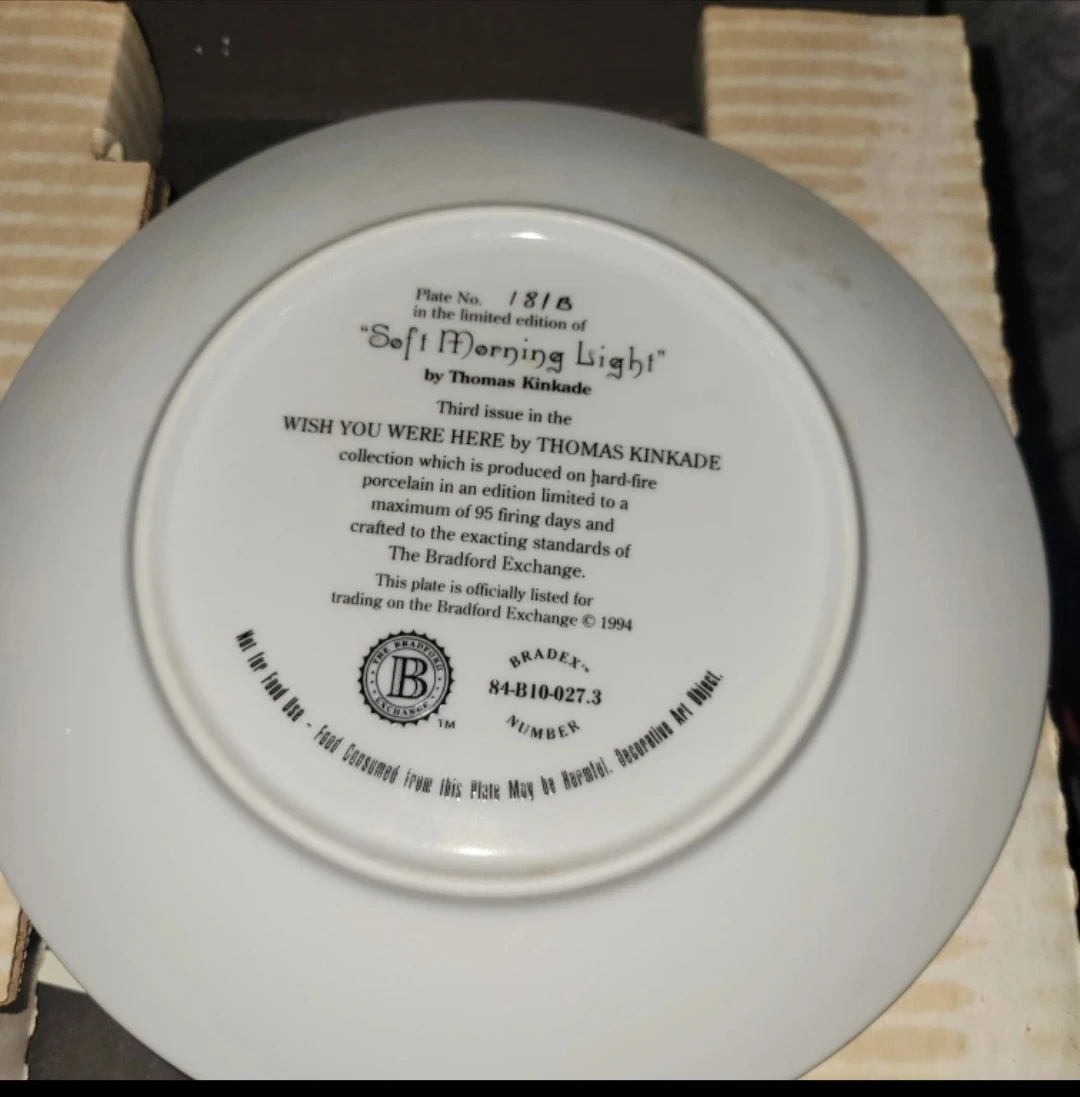 Plate No. 181B
in the limited edition of
"Soft Morning Light"
by Thomas Kinkade
Third issue in the
WISH YOU WERE HERE by THOMAS KINKADE
collection which is produced on hard-fire
porcelain in an edition limited to a
maximum of 95 firing days and
crafted to the exacting standards of
The Bradford Exchange.
This plate is officially listed for
trading on the Bradford Exchange © 1994
THE BRADFORD
B
EXCHANGE
TM
BRADEX™
84-B10-027.3
NUMBER
Not for Food Use - Food Consumed from this Plate May be Harmful. Decorative Art Object.